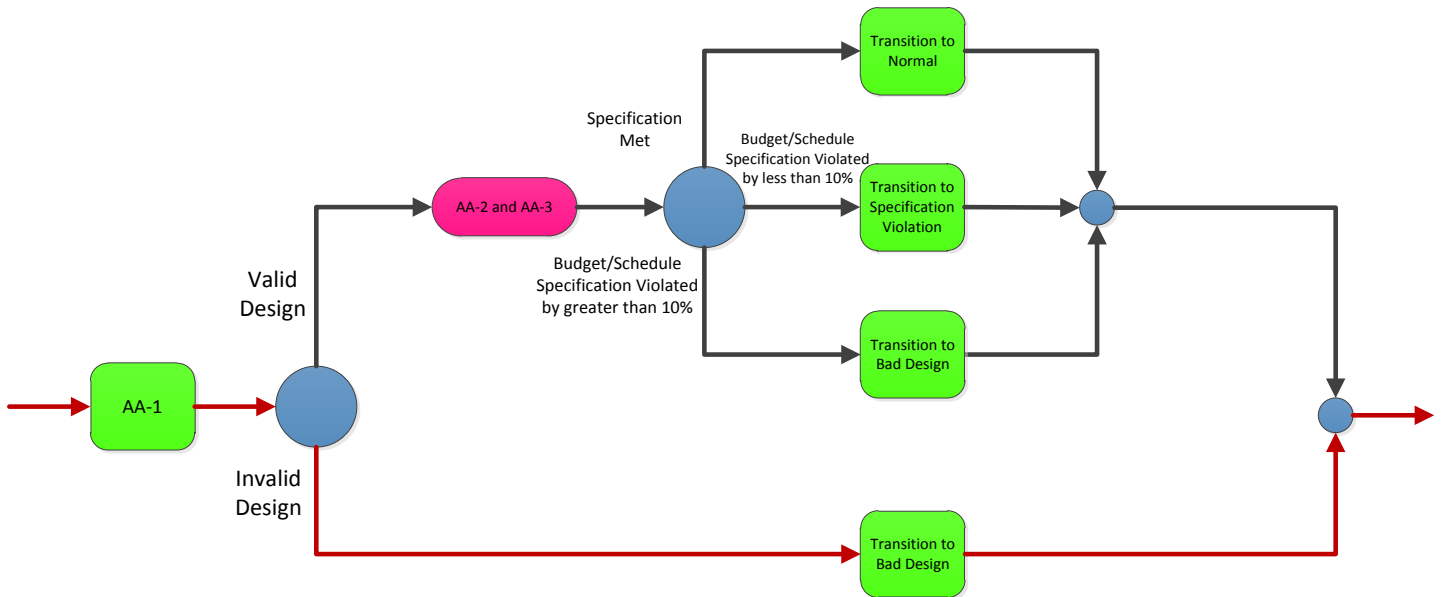 Transition to
Normal
Specification
Met
Budget/Schedule
Specification Violated
by less than 10%
Transition to
Specification
Violation
AA-2 and AA-3
Budget/Schedule
Specification Violated
by greater than 10%
Valid
Design
Transition to
Bad Design
AA-1
Invalid
Design
Transition to
Bad Design